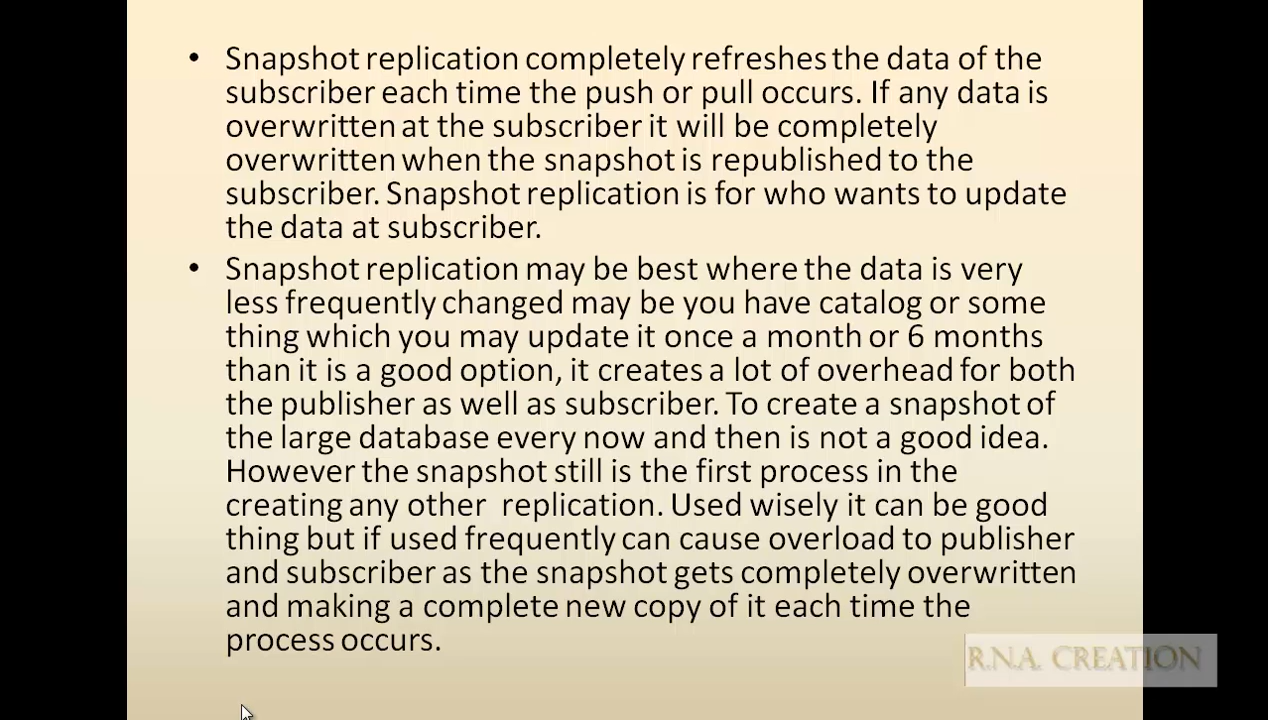 • Snapshot replication completely refreshes the data of the
subscriber each time the push or pull occurs. If any data is
overwritten at the subscriber it will be completely
overwritten when the snapshot is republished to the
subscriber. Snapshot replication is for who wants to update
the data at subscriber.
• Snapshot replication may be best where the data is very
less frequently changed may be you have catalog or some
thing which you may update it once a month or 6 months
than it is a good option, it creates a lot of overhead for both
the publisher as well as subscriber. To create a snapshot of
the large database every now and then is not a good idea.
However the snapshot still is the first process in the
creating any other  replication. Used wisely it can be good
thing but if used frequently can cause overload to publisher
and subscriber as the snapshot gets completely overwritten
and making a complete new copy of it each time the
process occurs.
R.N.A. CREATION